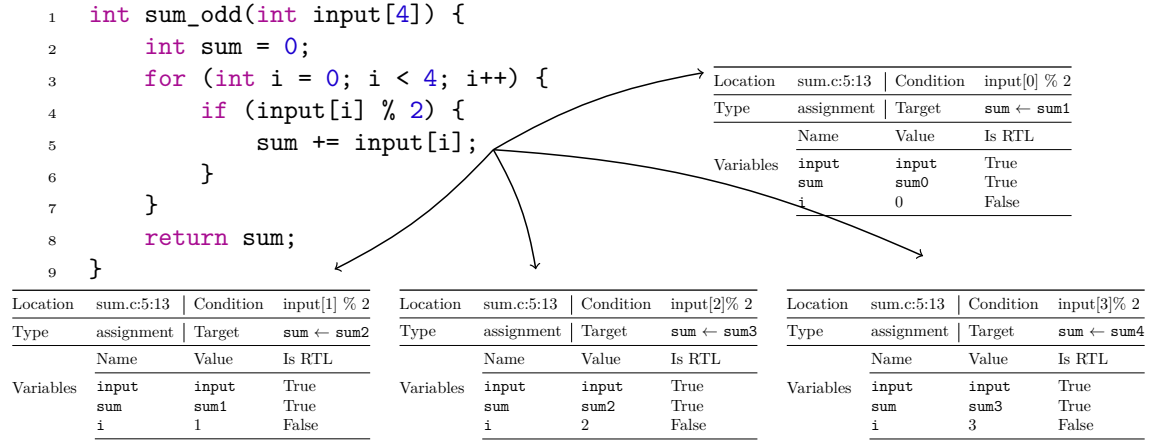 1 int sum_odd(int input[4]) {
2 int sum = 0;
3 for (int i = 0; i < 4; i++) {
4 if (input[i] % 2) {
5 sum += input[i];
6 }
7 }
8 return sum;
9 }
Location sum.c:5:13 | Condition input[0] % 2
Type assignment | Target sum ← sum1
Name Value Is RTL
Variables
input input True
sum sum0 True
i 0 False
Location sum.c:5:13 | Condition input[1] % 2
Type assignment | Target sum ← sum2
Name Value Is RTL
Variables input input True
sum sum1 True
i 1 False
Location sum.c:5:13 | Condition input[2]% 2
Type assignment | Target sum ← sum3
Name Value Is RTL
Variables input input True
sum sum2 True
i 2 False
Location sum.c:5:13 | Condition input[3]% 2
Type assignment | Target sum ← sum4
Name Value Is RTL
Variables input input True
sum sum3 True
i 3 False